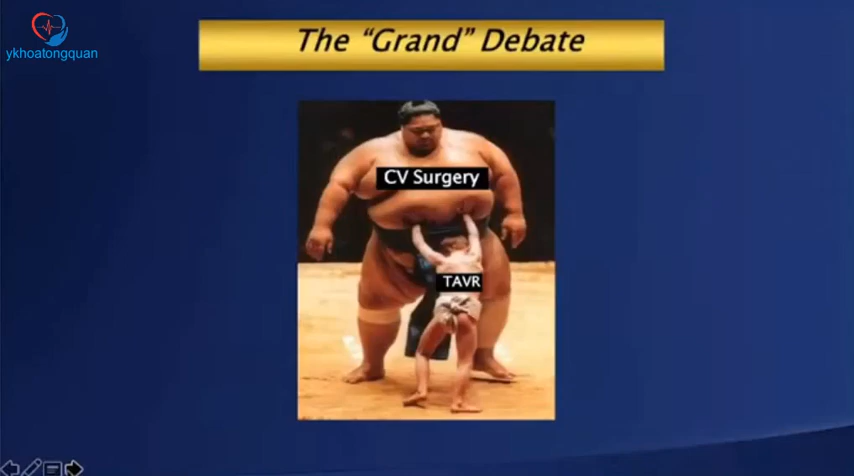 ykhoatongquan
The “Grand” Debate
CV Surgery
TAVR